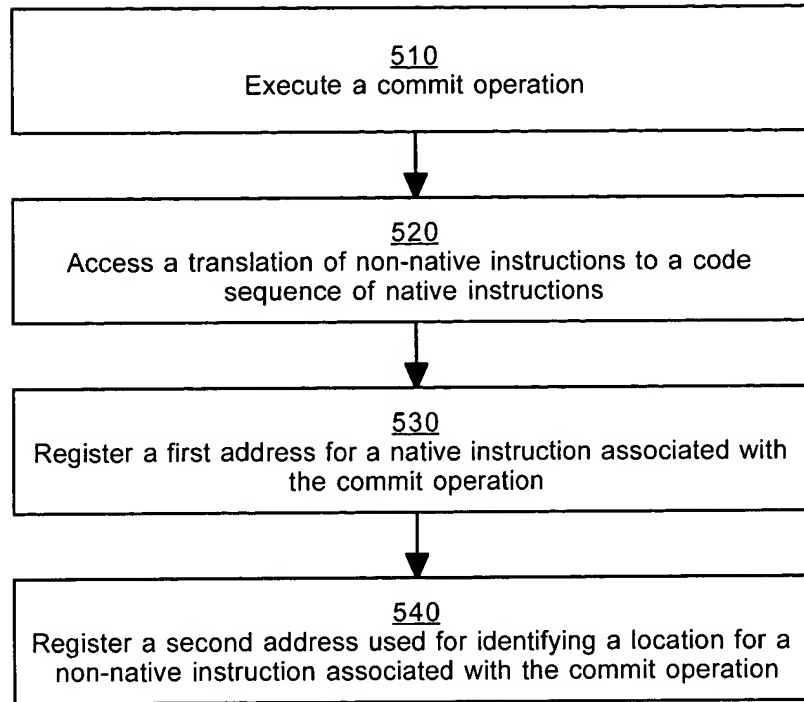 510
Execute a commit operation
520
Access a translation of non-native instructions to a code
sequence of native instructions
530
Register a first address for a native instruction associated with
the commit operation
540
Register a second address used for identifying a location for a
non-native instruction associated with the commit operation